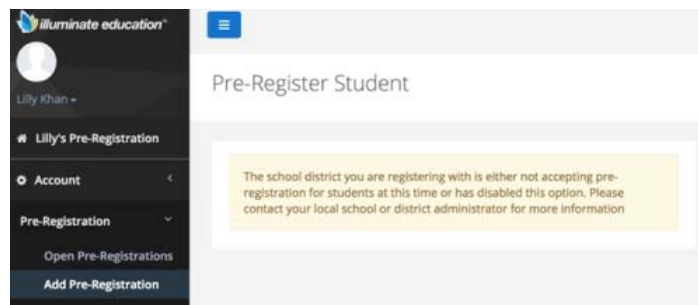 illuminate education
Lilly Khan
Lilly's Pre-Registration
Account
Pre-Registration
Open Pre-Registrations
Add Pre-Registration
Pre-Register Student
The school district you are registering with is either not accepting pre-
registration for students at this time or has disabled this option. Please
contact your local school or district administrator for more information